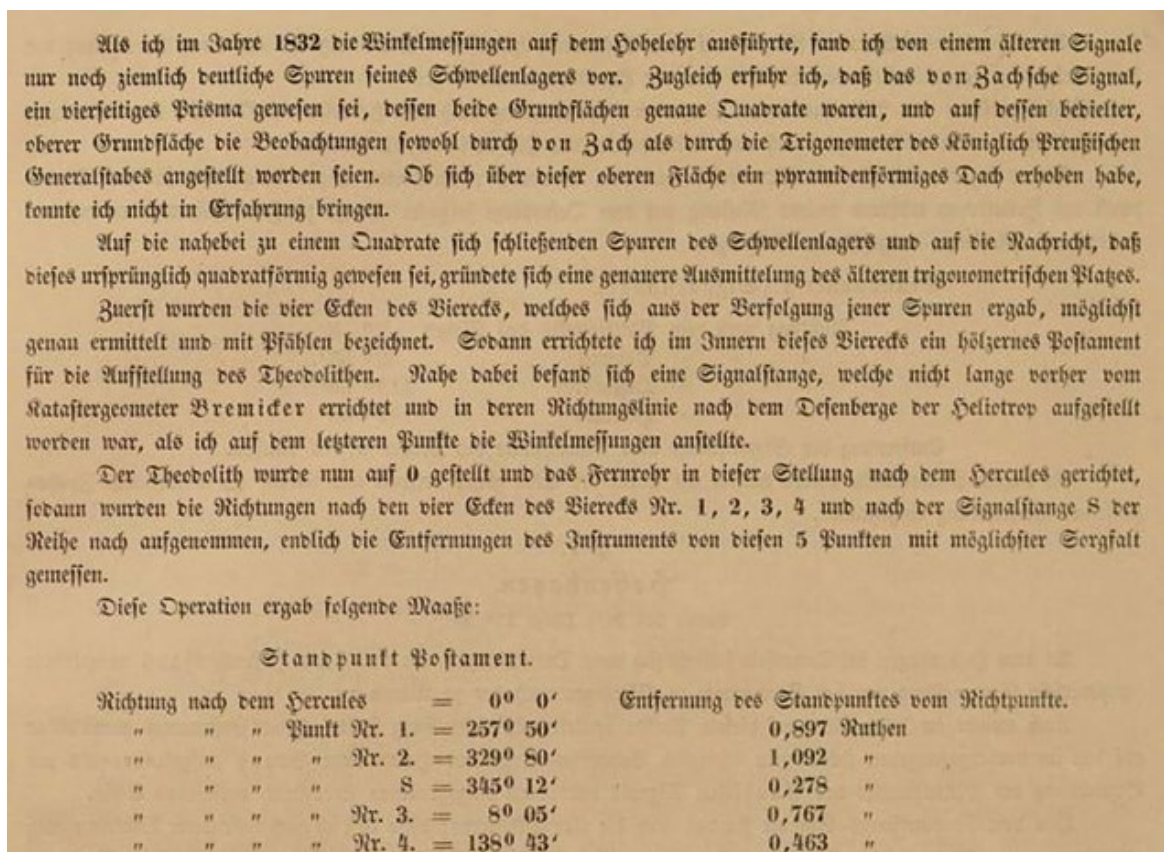 Als ich im Jahre 1832 die Winkelmessungen auf dem Hohelohr ausführte, fand ich von einem älteren Signale
nur noch ziemlich deutliche Spuren seines Schwellenlagers vor. Zugleich erfuhr ich, daß das von Zachsche Signal,
ein vierseitiges Prisma gewesen sei, dessen beide Grundflächen genaue Quadrate waren, und auf dessen bedielter,
oberer Grundfläche die Beobachtungen sowohl durch von Zach als durch die Trigonometer des Königlich Preußischen
Generalstabes angestellt worden seien. Ob sich über dieser oberen Fläche ein pyramidenförmiges Dach erhoben habe,
konnte ich nicht in Erfahrung bringen.
Auf die nahebei zu einem Quadrate sich schließenden Spuren des Schwellenlagers und auf die Nachricht, daß
dieses ursprünglich quadratförmig gewesen sei, gründete sich eine genauere Ausmittelung des älteren trigonometrischen Platzes.
Zuerst wurden die vier Ecken des Vierecks, welches sich aus der Verfolgung jener Spuren ergab, möglichst
genau ermittelt und mit Pfählen bezeichnet. Sodann errichtete ich im Innern dieses Vierecks ein hölzernes Postament
für die Aufstellung des Theodolithen. Nahe dabei befand sich eine Signalstange, welche nicht lange vorher vom
Katastergeometer Bremicker errichtet und in deren Richtungslinie nach dem Desenberge der Heliotrop aufgestellt
worden war, als ich auf dem letzteren Punkte die Winkelmessungen anstellte.
Der Theodolith wurde nun auf 0 gestellt und das Fernrohr in dieser Stellung nach dem Hercules gerichtet,
sodann wurden die Richtungen nach den vier Ecken des Vierecks Nr. 1, 2, 3, 4 und nach der Signalstange S der
Reihe nach aufgenommen, endlich die Entfernungen des Instruments von diesen 5 Punkten mit möglichster Sorgfalt
gemessen.
Diese Operation ergab folgende Maaße:
Standpunkt Postament.
Richtung nach dem Hercules = 0⁰ 0′ Entfernung des Standpunktes vom Richtpunkte.
" " " Punkt Nr. 1. = 257⁰ 50′ 0,897 Ruthen
" " " " Nr. 2. = 329⁰ 80′ 1,092 "
" " " " S = 345⁰ 12′ 0,278 "
" " " " Nr. 3. = 8⁰ 05′ 0,767 "
" " " " Nr. 4. = 138⁰ 43′ 0,463 "